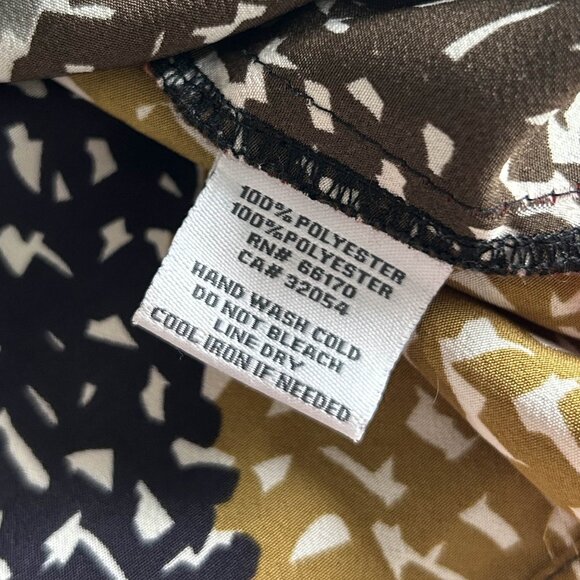 100% POLYESTER
100%POLYESTER
RN# 66170
CA# 32054
HAND WASH COLD
DO NOT BLEACH
LINE DRY
COOL IRON IF NEEDED